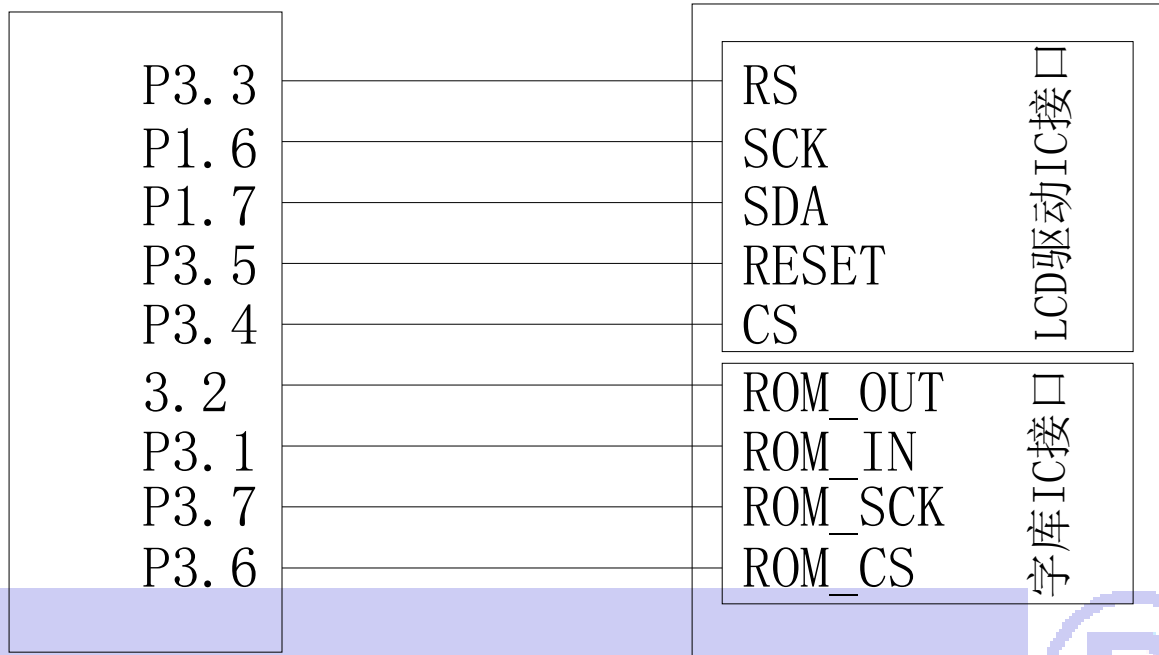 P3.3 RS
P1.6 SCK
P1.7 SDA
P3.5 RESET
P3.4 CS
LCD驱动IC接口
3.2 ROM_OUT
P3.1 ROM_IN
P3.7 ROM_SCK
P3.6 ROM_CS
字库IC接口